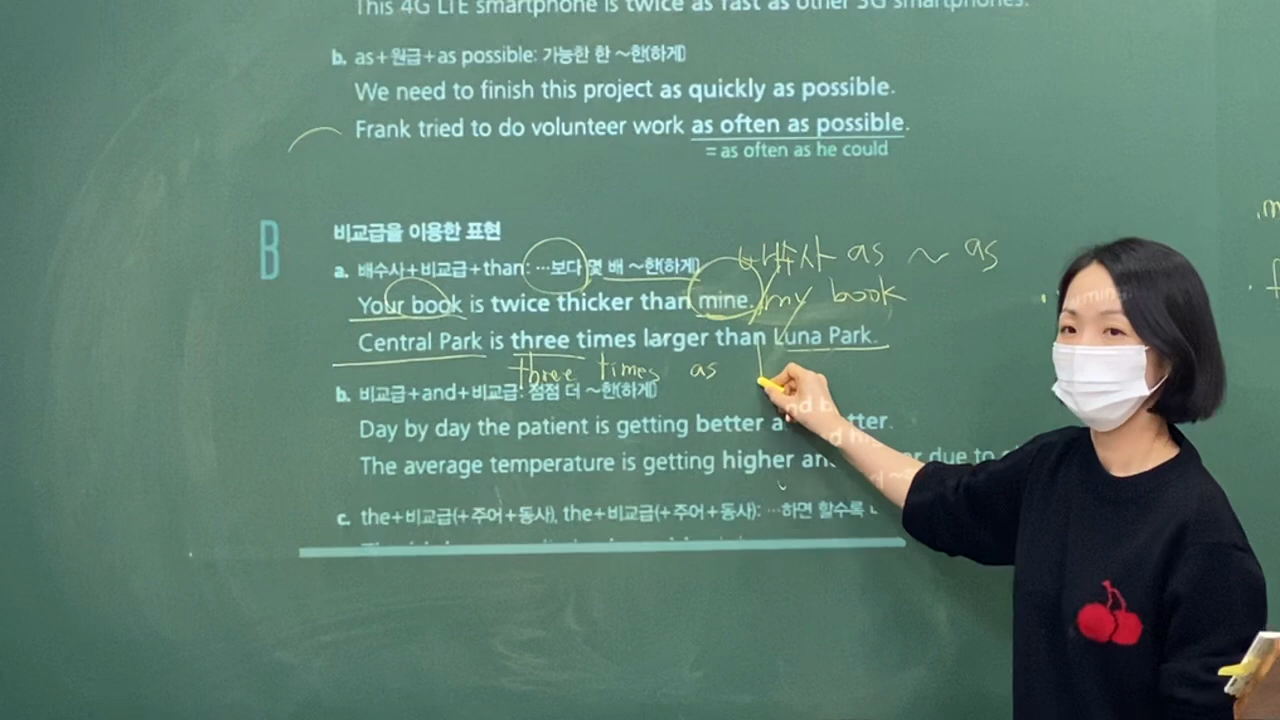 This 4G LTE smartphone is twice as fast as other 3G smartphones.
b. as+원급+as possible: 가능한 한 ~한(하게)
We need to finish this project as quickly as possible.
Frank tried to do volunteer work as often as possible.
= as often as he could
B
비교급을 이용한 표현
배수사 as ~ as
a. 배수사+비교급+than: …보다 몇 배 ~한(하게)
Your book is twice thicker than mine. my book
Central Park is three times larger than Luna Park.
three times as
b. 비교급+and+비교급: 점점 더 ~한(하게)
Day by day the patient is getting better and better.
The average temperature is getting higher and due to
c. the+비교급(+주어+동사), the+비교급(+주어+동사): …하면 할수록